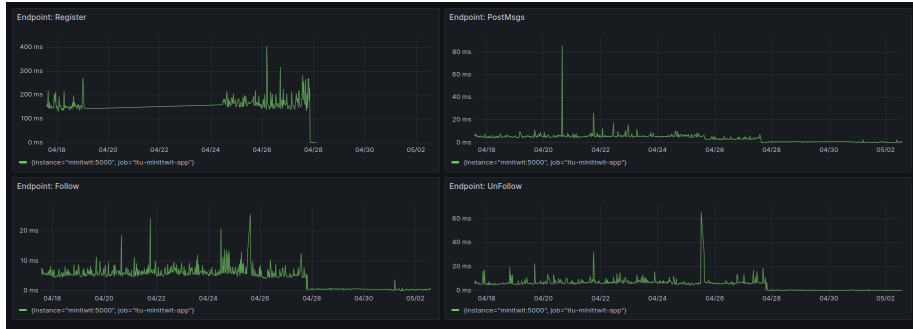 Endpoint: Register
400 ms
300 ms
200 ms
100 ms
0 ms
04/18 04/20 04/22 04/24 04/26 04/28 04/30 05/02
{instance="minitwit:5000", job="itu-minittwit-app"}
Endpoint: PostMsgs
80 ms
60 ms
40 ms
20 ms
0 ms
04/18 04/20 04/22 04/24 04/26 04/28 04/30 05/02
{instance="minitwit:5000", job="itu-minittwit-app"}
Endpoint: Follow
20 ms
10 ms
0 ms
04/18 04/20 04/22 04/24 04/26 04/28 04/30 05/02
{instance="minitwit:5000", job="itu-minittwit-app"}
Endpoint: UnFollow
60 ms
40 ms
20 ms
0 ms
04/18 04/20 04/22 04/24 04/26 04/28 04/30 05/02
{instance="minitwit:5000", job="itu-minittwit-app"}